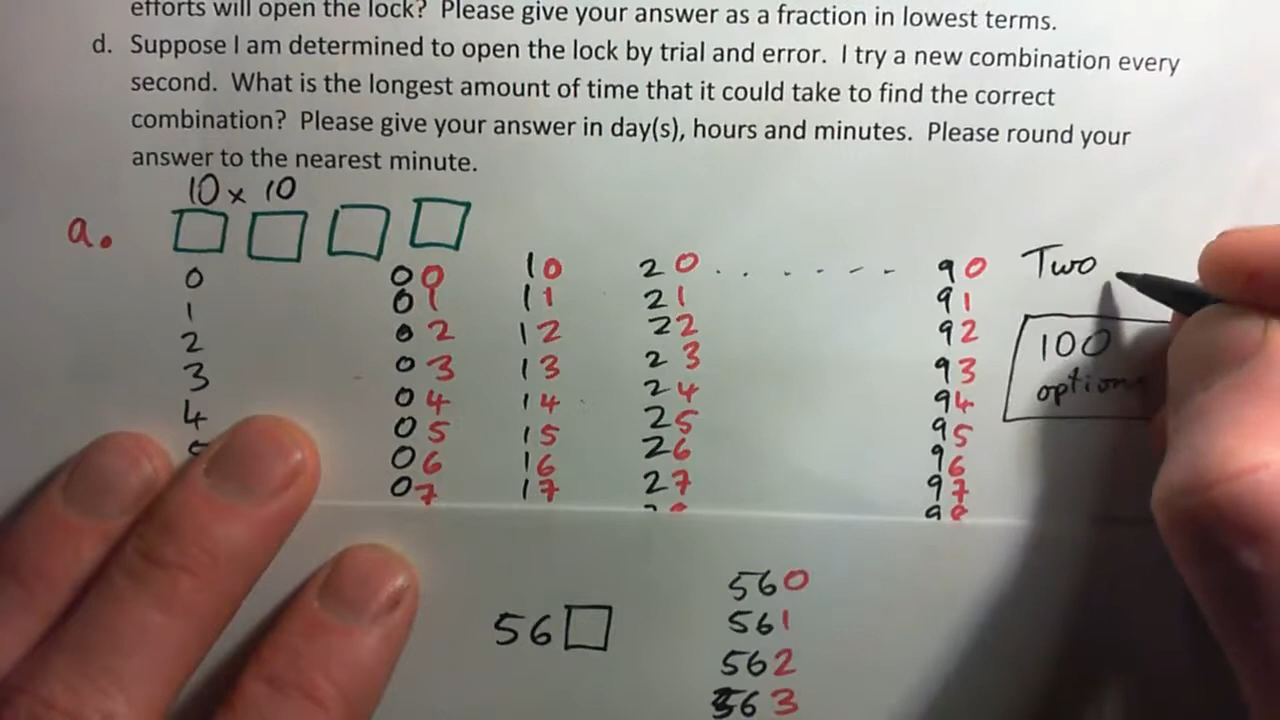 efforts will open the lock? Please give your answer as a fraction in lowest terms.
d. Suppose I am determined to open the lock by trial and error. I try a new combination every
second. What is the longest amount of time that it could take to find the correct
combination? Please give your answer in day(s), hours and minutes. Please round your
answer to the nearest minute.
10 x 10
a.
0 00 10 20 . . . . - - - 90 Two
1 01 11 21 91
2 02 12 22 92 100
3 03 13 23 93 options
4 04 14 24 94
05 15 25 95
06 16 26 96
07 17 27 97
560
561
56
562
563